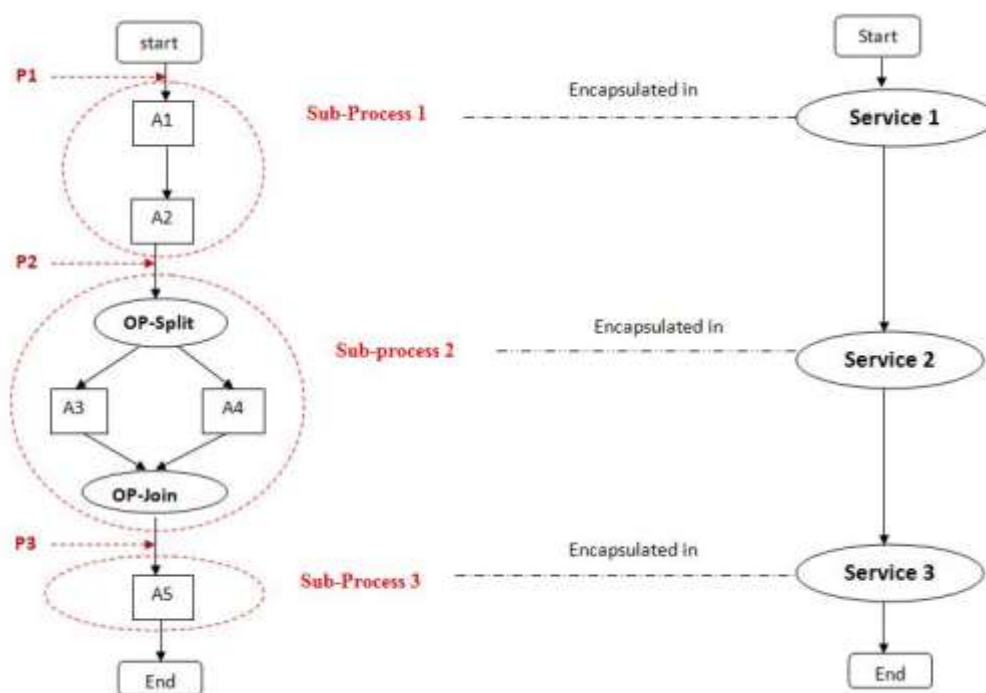 start
Start
P1
A1
Sub-Process 1
Encapsulated in
Service 1
A2
P2
OP-Split
Sub-process 2
Encapsulated in
Service 2
A3
A4
OP-Join
P3
Sub-Process 3
Encapsulated in
Service 3
A5
End
End